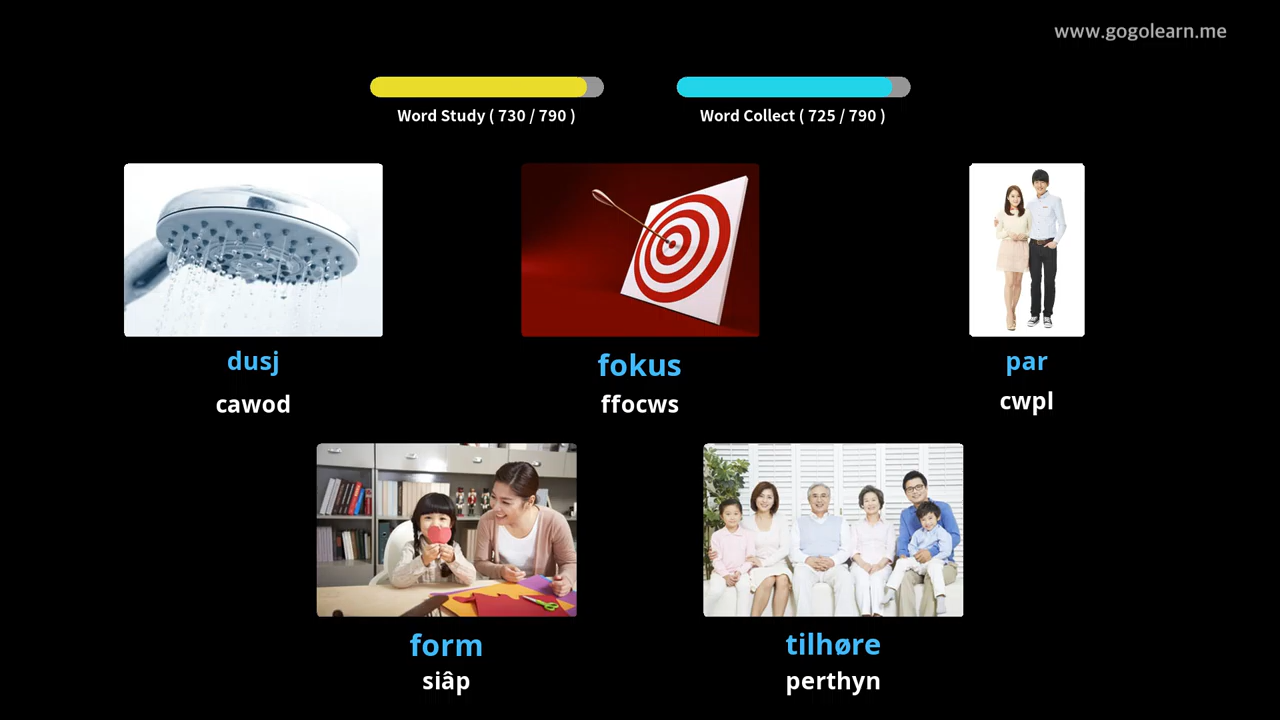 www.gogolearn.me
Word Study ( 730 / 790 )
Word Collect ( 725 / 790 )
dusj
cawod
fokus
ffocws
par
cwpl
form
siâp
tilhøre
perthyn